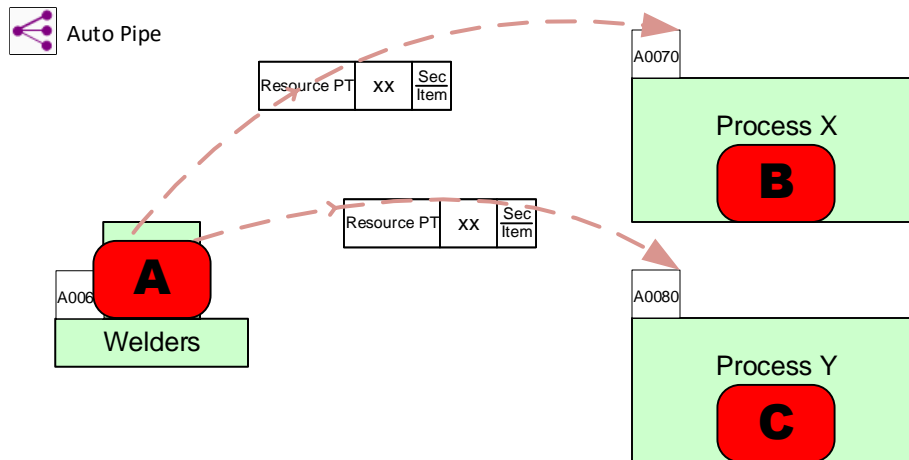 Auto Pipe
A0070
Resource PT xx Sec
Item
Process X
B
Resource PT xx Sec
Item
A
A006
Welders
A0080
Process Y
C